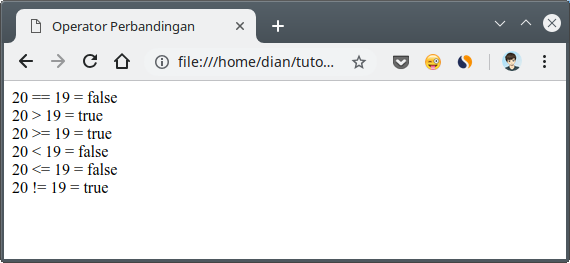 Operator Perbandingan
file:///home/dian/tuto...
20 == 19 = false
20 > 19 = true
20 >= 19 = true
20 < 19 = false
20 <= 19 = false
20 != 19 = true